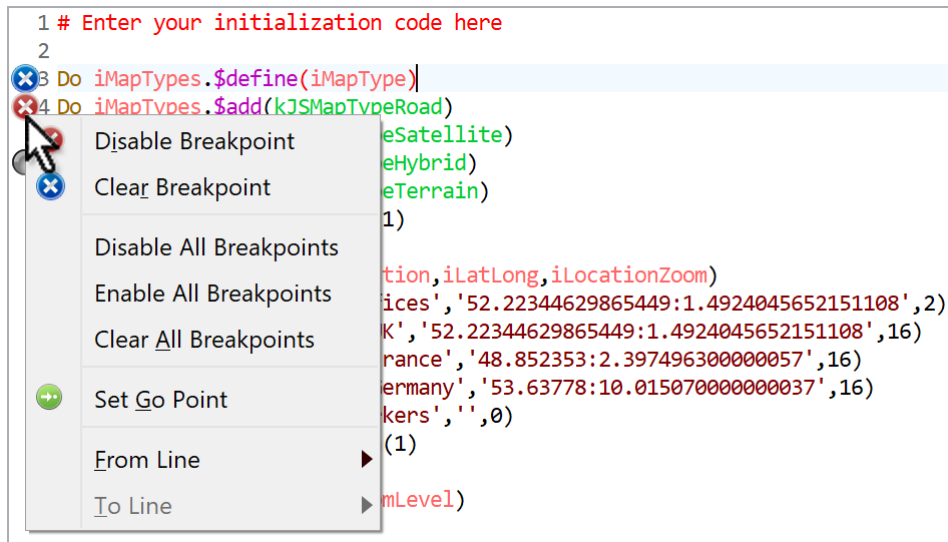 1 # Enter your initialization code here
2
3 Do iMapTypes.$define(iMapType)
4 Do iMapTypes.$add(kJSMapTypeRoad)
Disable Breakpoint
eSatellite)
eHybrid)
Clear Breakpoint
eTerrain)
1)
Disable All Breakpoints
tion,iLatLong,iLocationZoom)
Enable All Breakpoints
ices','52.22344629865449:1.4924045652151108',2)
Clear All Breakpoints
K','52.22344629865449:1.4924045652151108',16)
rance','48.852353:2.397496300000057',16)
Set Go Point
ermany','53.63778:10.015070000000037',16)
kers','',0)
(1)
From Line
To Line
mLevel)